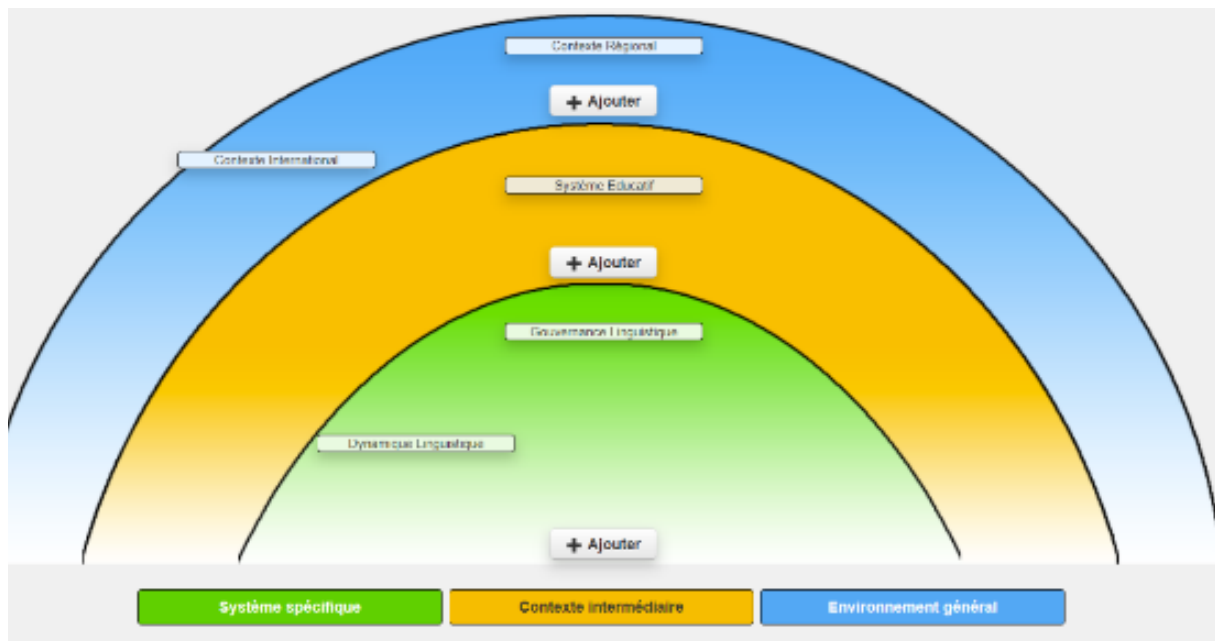 Contexte Régional
+ Ajouter
Contexte International
Système Educatif
+ Ajouter
Gouvernance Linguistique
Dynamique Linguistique
+ Ajouter
Système spécifique
Contexte intermédiaire
Environnement général